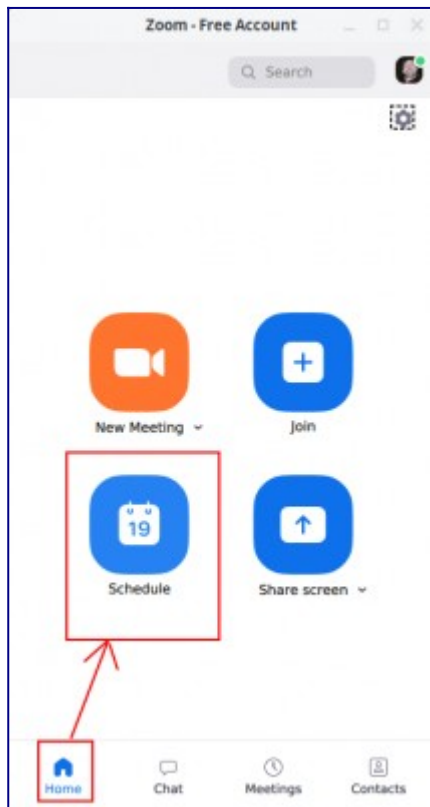 Zoom - Free Account
Search
New Meeting
Join
19
Schedule
Share screen
Home
Chat
Meetings
Contacts